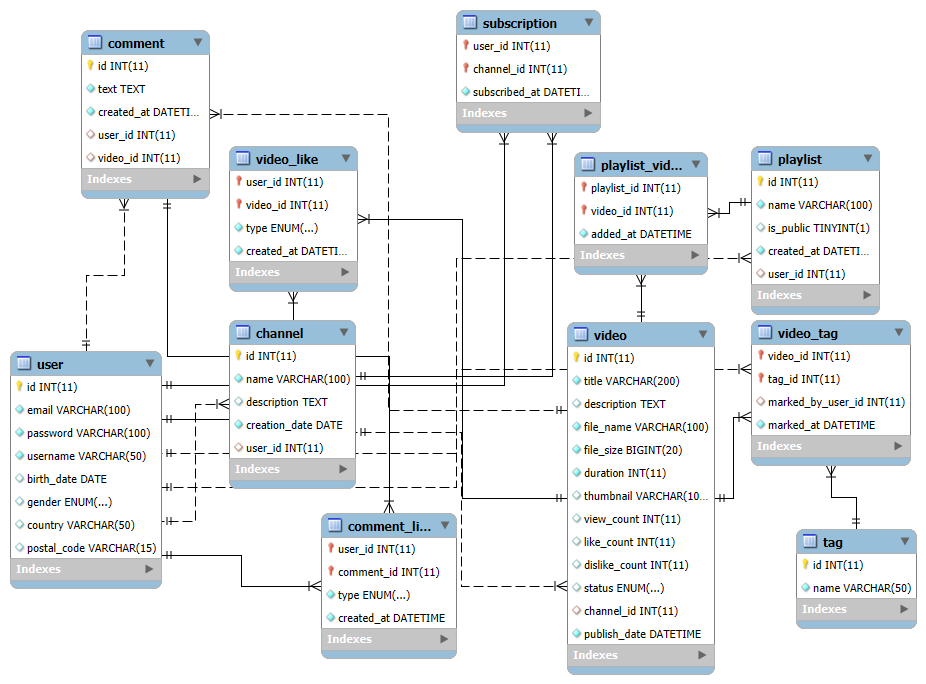 comment
id INT(11)
text TEXT
created_at DATETI...
user_id INT(11)
video_id INT(11)
Indexes
subscription
user_id INT(11)
channel_id INT(11)
subscribed_at DATETI...
Indexes
video_like
user_id INT(11)
video_id INT(11)
type ENUM(...)
created_at DATETI...
Indexes
playlist_vid...
playlist_id INT(11)
video_id INT(11)
added_at DATETIME
Indexes
playlist
id INT(11)
name VARCHAR(100)
is_public TINYINT(1)
created_at DATETI...
user_id INT(11)
Indexes
channel
id INT(11)
name VARCHAR(100)
description TEXT
creation_date DATE
user_id INT(11)
Indexes
video
id INT(11)
title VARCHAR(200)
description TEXT
file_name VARCHAR(100)
file_size BIGINT(20)
duration INT(11)
thumbnail VARCHAR(10...
view_count INT(11)
like_count INT(11)
dislike_count INT(11)
status ENUM(...)
channel_id INT(11)
publish_date DATETIME
Indexes
video_tag
video_id INT(11)
tag_id INT(11)
marked_by_user_id INT(11)
marked_at DATETIME
Indexes
user
id INT(11)
email VARCHAR(100)
password VARCHAR(100)
username VARCHAR(50)
birth_date DATE
gender ENUM(...)
country VARCHAR(50)
postal_code VARCHAR(15)
Indexes
comment_li...
user_id INT(11)
comment_id INT(11)
type ENUM(...)
created_at DATETIME
Indexes
tag
id INT(11)
name VARCHAR(50)
Indexes